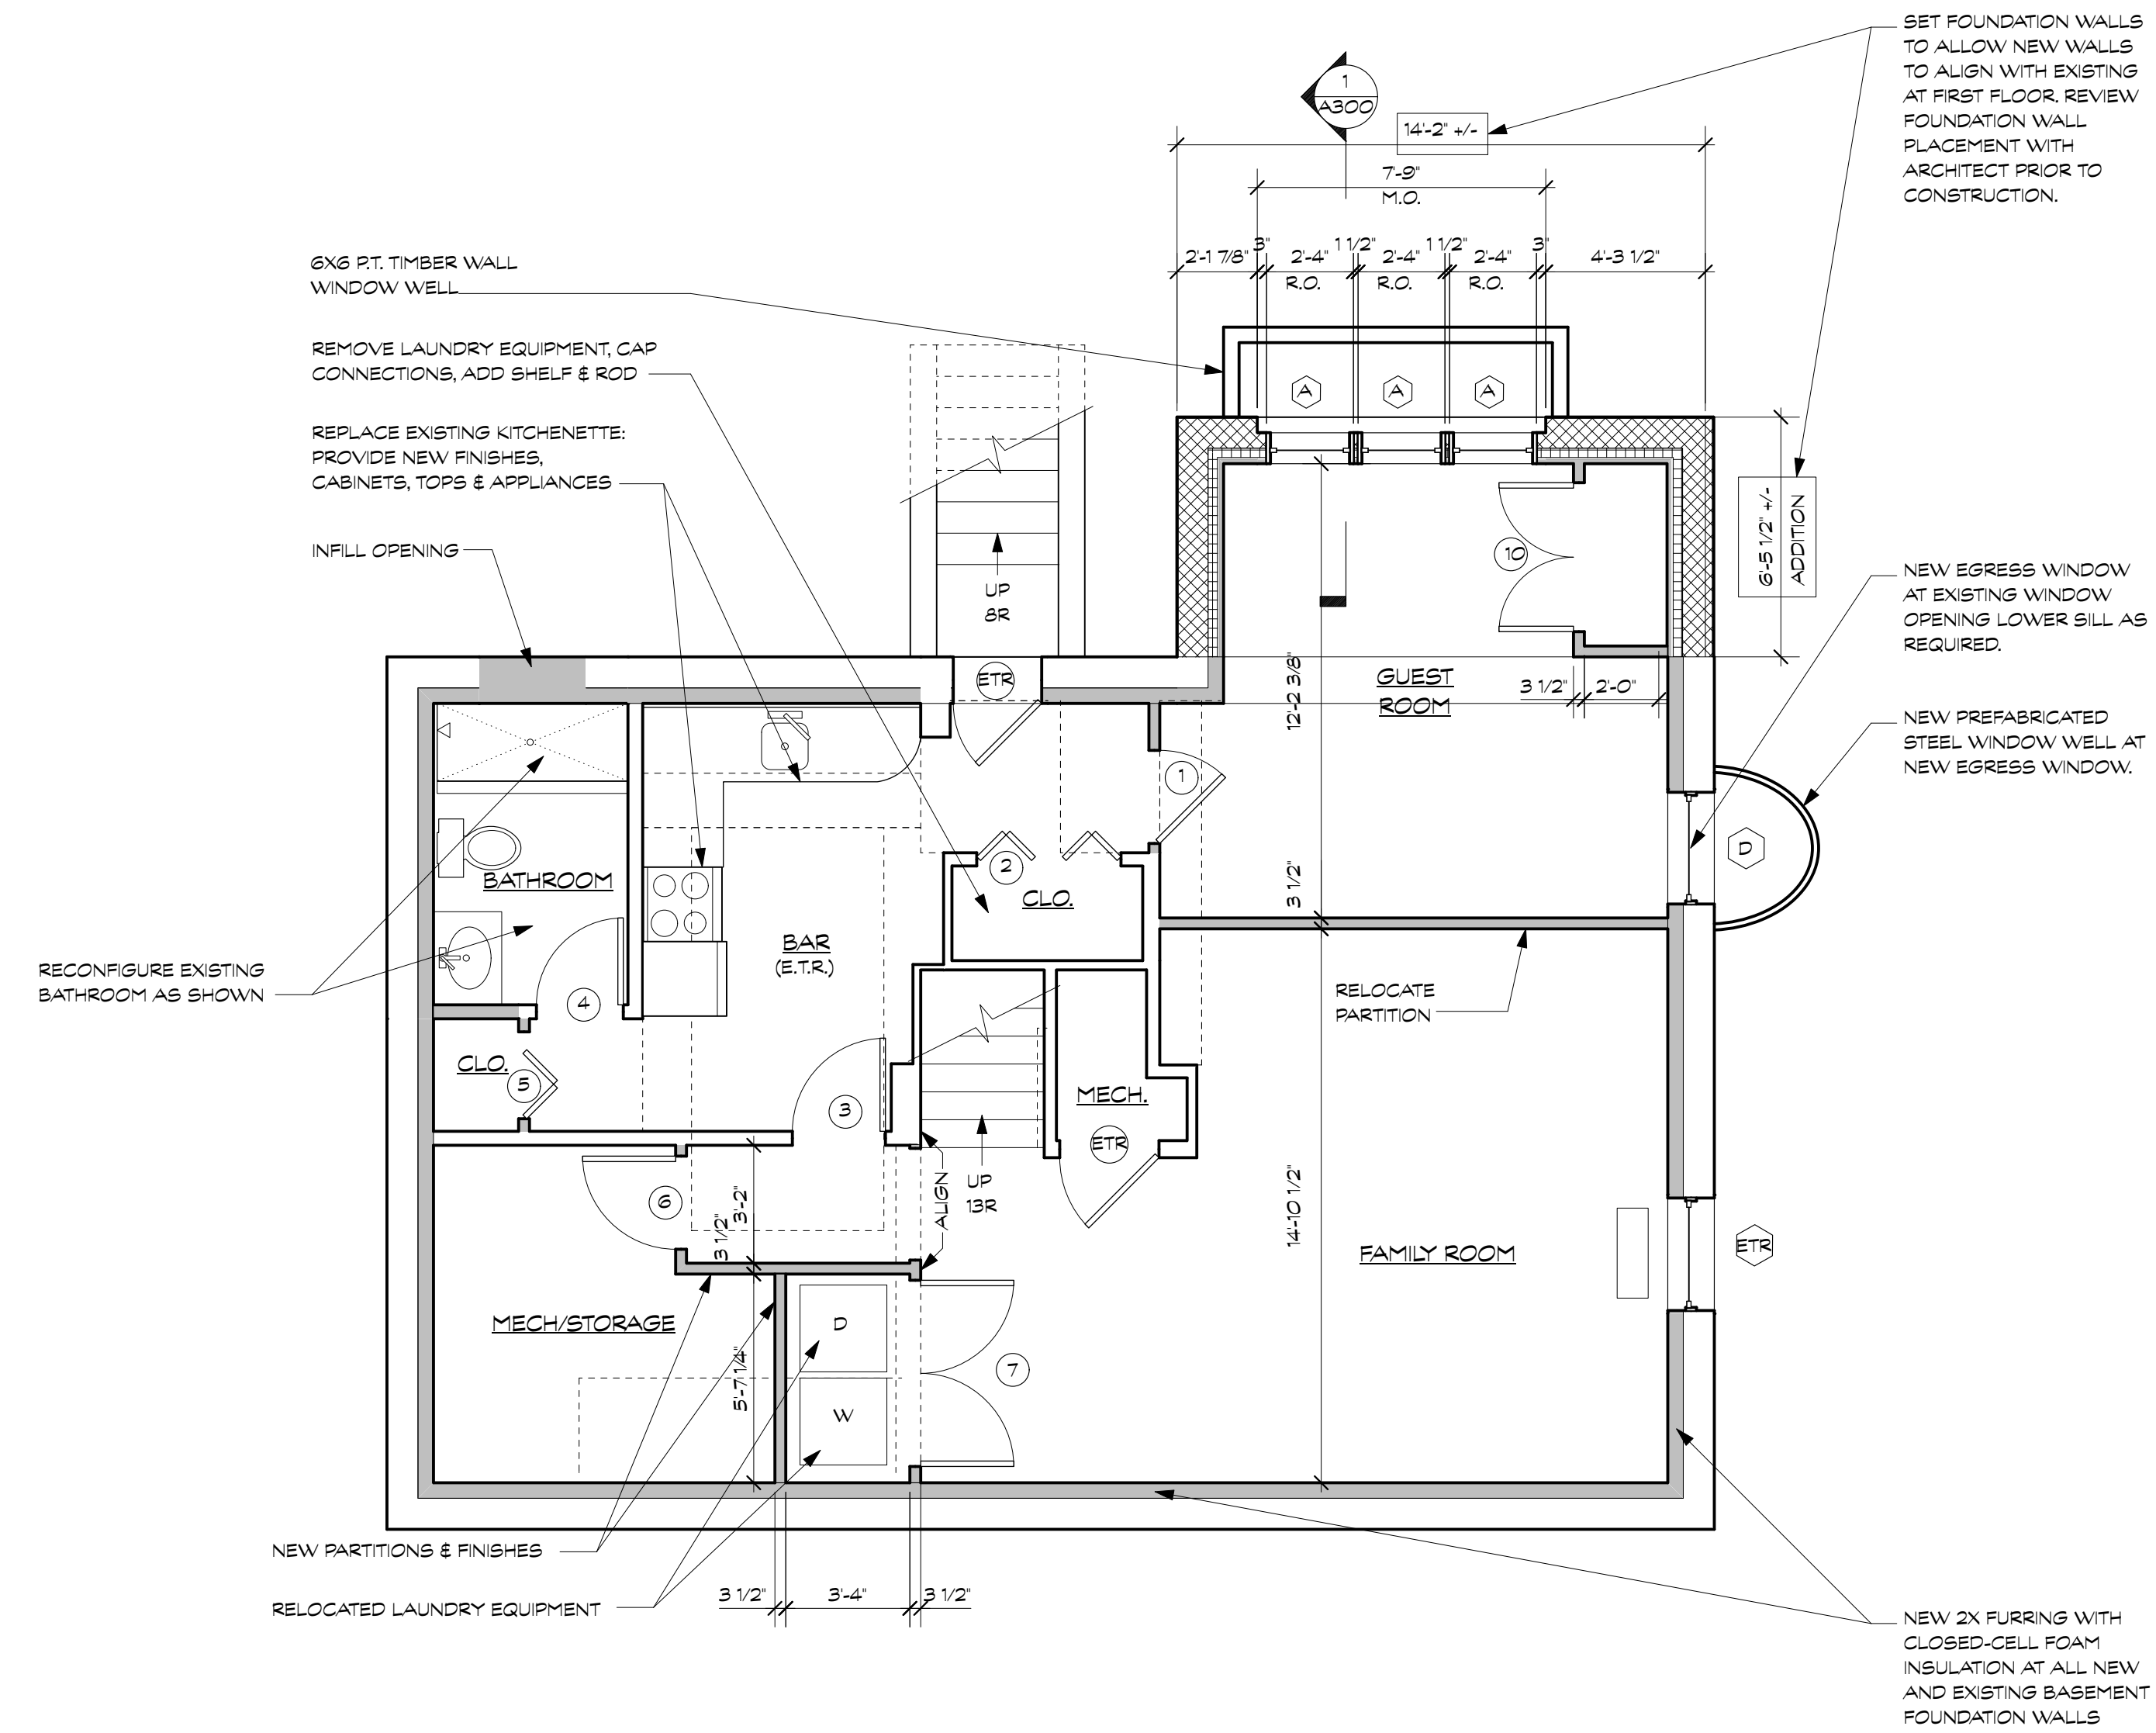 SET FOUNDATION WALLS
TO ALLOW NEW WALLS
TO ALIGN WITH EXISTING
AT FIRST FLOOR. REVIEW
FOUNDATION WALL
PLACEMENT WITH
ARCHITECT PRIOR TO
CONSTRUCTION.
1
A300
14'-2" +/-
7'-9"
M.O.
2'-1 7/8"
3"
2'-4"
R.O.
1 1/2"
2'-4"
R.O.
1 1/2"
2'-4"
R.O.
3"
4'-3 1/2"
6X6 P.T. TIMBER WALL
WINDOW WELL
REMOVE LAUNDRY EQUIPMENT, CAP
CONNECTIONS, ADD SHELF & ROD
REPLACE EXISTING KITCHENETTE:
PROVIDE NEW FINISHES,
CABINETS, TOPS & APPLIANCES
INFILL OPENING
A
A
A
6'-5 1/2" +/-
ADDITION
10
UP
8R
NEW EGRESS WINDOW
AT EXISTING WINDOW
OPENING LOWER SILL AS
REQUIRED.
ETR
12'-2 3/8"
GUEST
ROOM
3 1/2"
2'-0"
NEW PREFABRICATED
STEEL WINDOW WELL AT
NEW EGRESS WINDOW.
1
D
2
CLO.
3 1/2"
BATHROOM
BAR
(E.T.R.)
RECONFIGURE EXISTING
BATHROOM AS SHOWN
4
RELOCATE
PARTITION
CLO.
5
3
MECH.
ETR
6
3'-2"
3 1/2"
ALIGN
UP
13R
14'-10 1/2"
FAMILY ROOM
ETR
MECH/STORAGE
D
5'-7 1/4"
7
W
NEW PARTITIONS & FINISHES
RELOCATED LAUNDRY EQUIPMENT
3 1/2"
3'-4"
3 1/2"
NEW 2X FURRING WITH
CLOSED-CELL FOAM
INSULATION AT ALL NEW
AND EXISTING BASEMENT
FOUNDATION WALLS